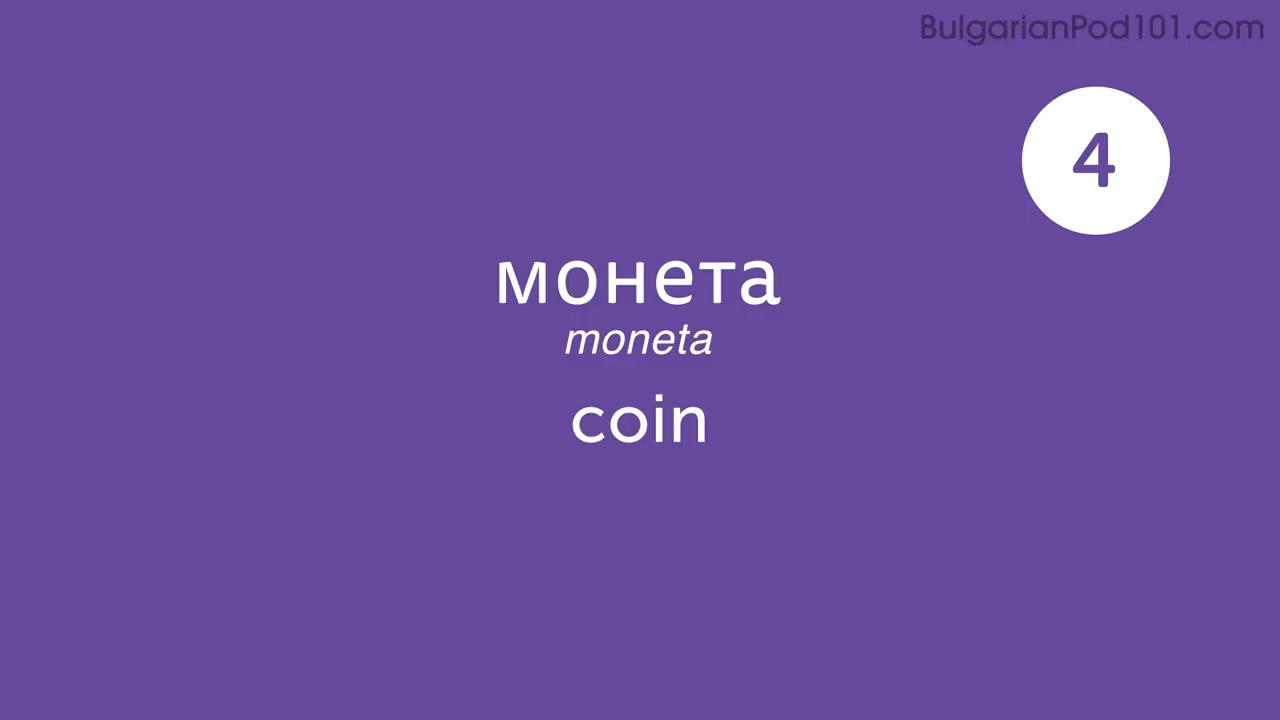 BulgarianPod101.com
4
монета
moneta
coin